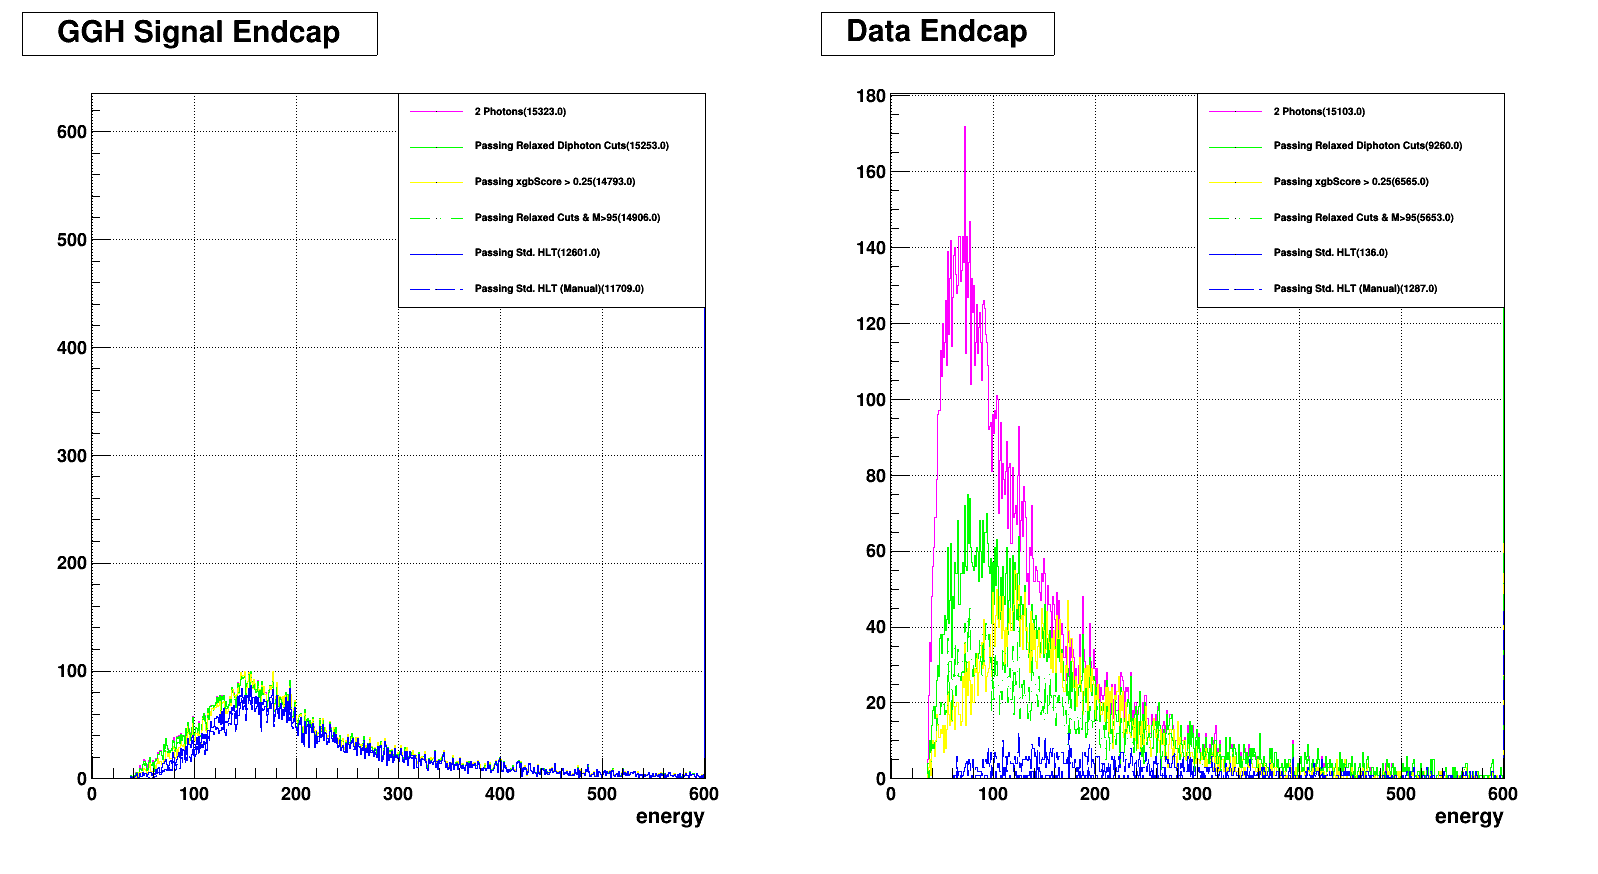 GGH Signal Endcap
2 Photons(15323.0)
Passing Relaxed Diphoton Cuts(15253.0)
Passing xgbScore > 0.25(14793.0)
Passing Relaxed Cuts & M>95(14906.0)
Passing Std. HLT(12601.0)
Passing Std. HLT (Manual)(11709.0)
600
500
400
300
200
100
0
0 100 200 300 400 500 600
energy
Data Endcap
2 Photons(15103.0)
Passing Relaxed Diphoton Cuts(9260.0)
Passing xgbScore > 0.25(6565.0)
Passing Relaxed Cuts & M>95(5653.0)
Passing Std. HLT(136.0)
Passing Std. HLT (Manual)(1287.0)
180
160
140
120
100
80
60
40
20
0
0 100 200 300 400 500 600
energy